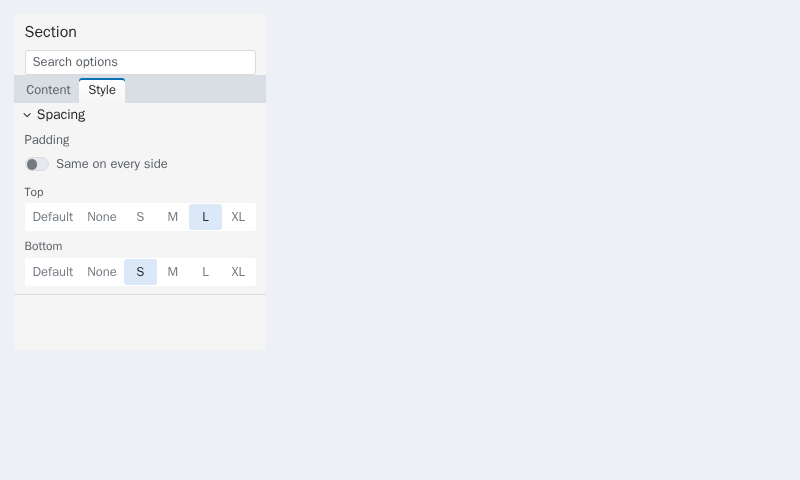 Section
Search options
Content Style
Spacing
Padding
Same on every side
Top
Default None S M L XL
Bottom
Default None S M L XL